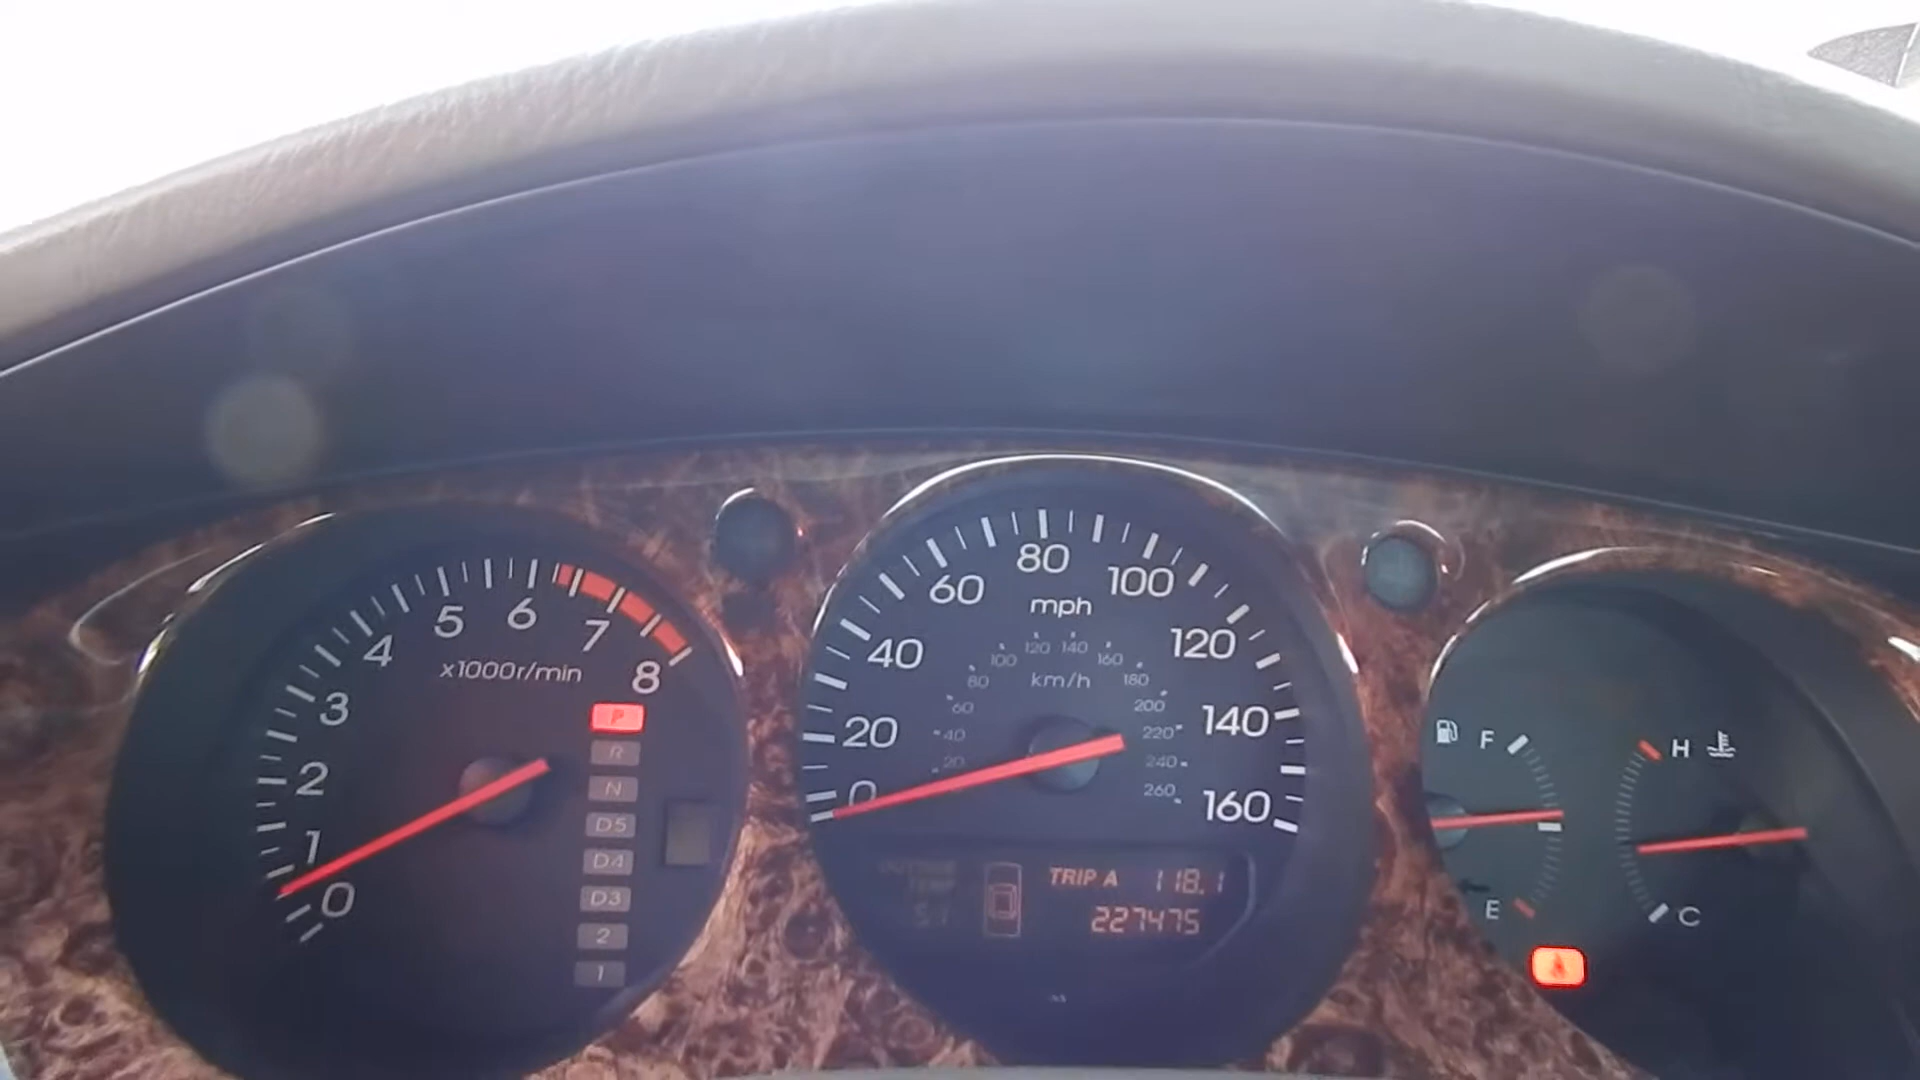 0 1 2 3 4 5 6 7 8
x1000r/min
P
R
N
D5
D4
D3
2
1
0 20 40 60 80 100 120 140 160
mph
20 40 60 80 100 120 140 160 180 200 220 240 260
km/h
OUTSIDE
TEMP
TRIP A 118.1
227475
F
E
H
C